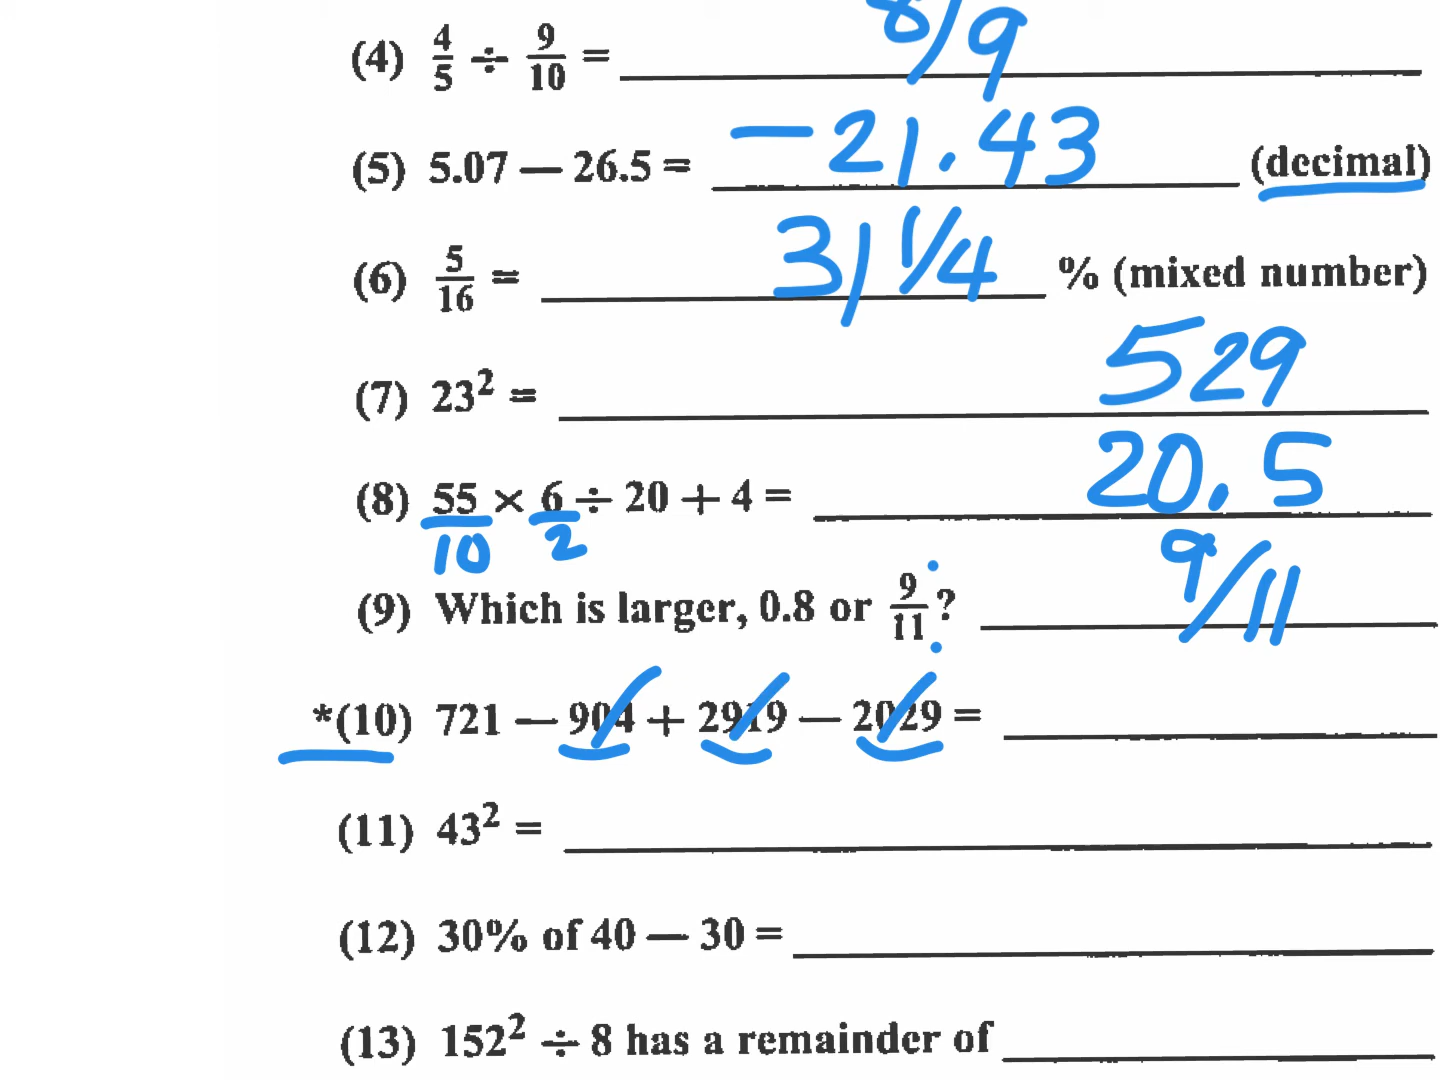 (4) 4/5 ÷ 9/10 = 8/9
(5) 5.07 — 26.5 = -21.43 (decimal)
(6) 5/16 = 31 1/4 % (mixed number)
(7) 23² = 529
(8) 55 × 6 ÷ 20 + 4 = 20.5
10 2
(9) Which is larger, 0.8 or 9/11? 9/11
*(10) 721 — 904 + 2919 — 2029 =
(11) 43² =
(12) 30% of 40 — 30 =
(13) 152² ÷ 8 has a remainder of